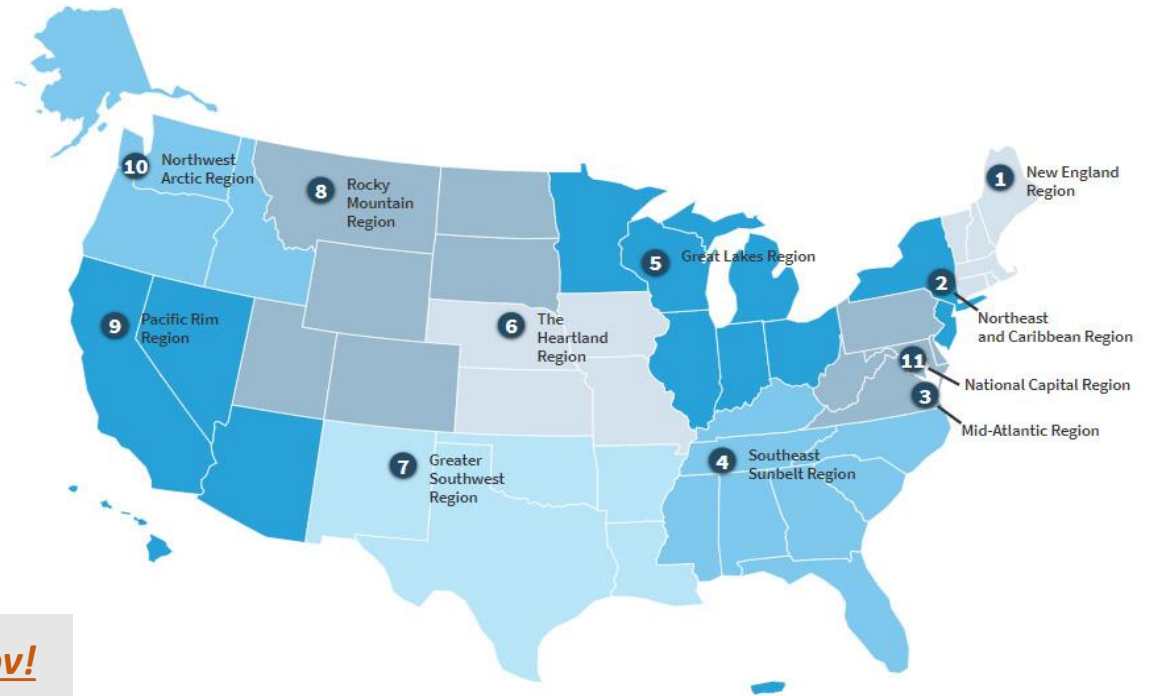 1
New England
Region
10
Northwest
Arctic Region
8
Rocky
Mountain
Region
5
Great Lakes Region
2
Northeast
and Caribbean Region
9
Pacific Rim
Region
6
The
Heartland
Region
11
National Capital Region
3
Mid-Atlantic Region
7
Greater
Southwest
Region
4
Southeast
Sunbelt Region
ov!